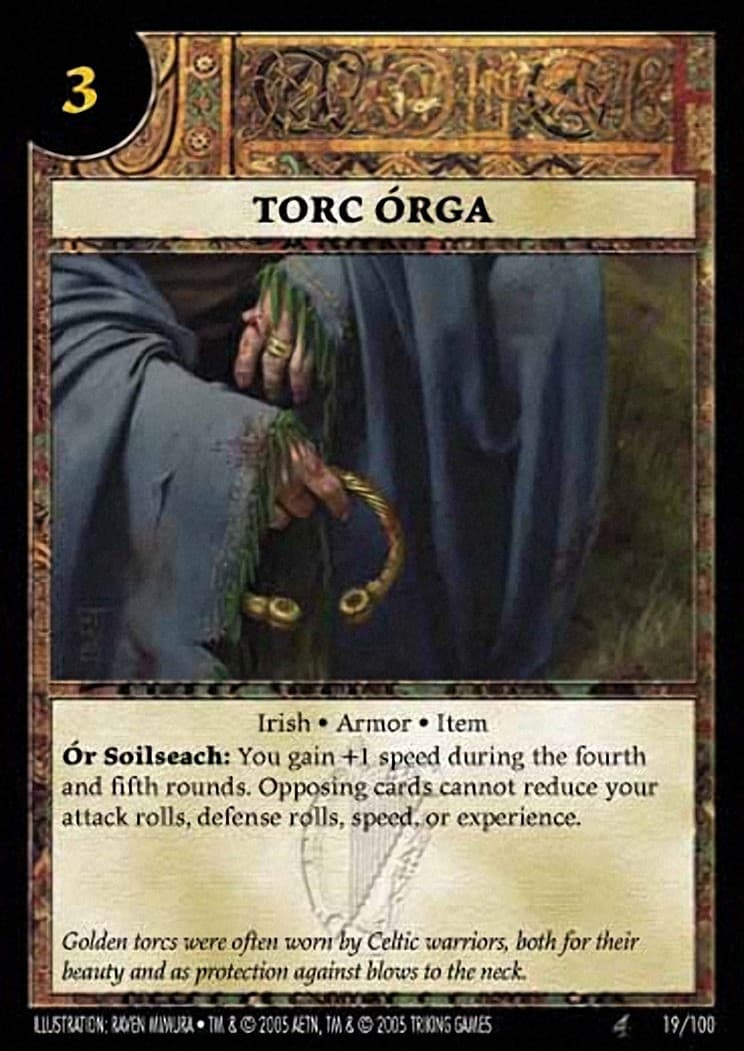 3
TORC ÓRGA
Irish • Armor • Item
Ór Soilseach: You gain +1 speed during the fourth
and fifth rounds. Opposing cards cannot reduce your
attack rolls, defense rolls, speed, or experience.
Golden torcs were often worn by Celtic warriors, both for their
beauty and as protection against blows to the neck.
ILLUSTRATION: RAVEN MIMURA • TM & © 2005 AETN, TM & © 2005 TRIKING GAMES 4 19/100